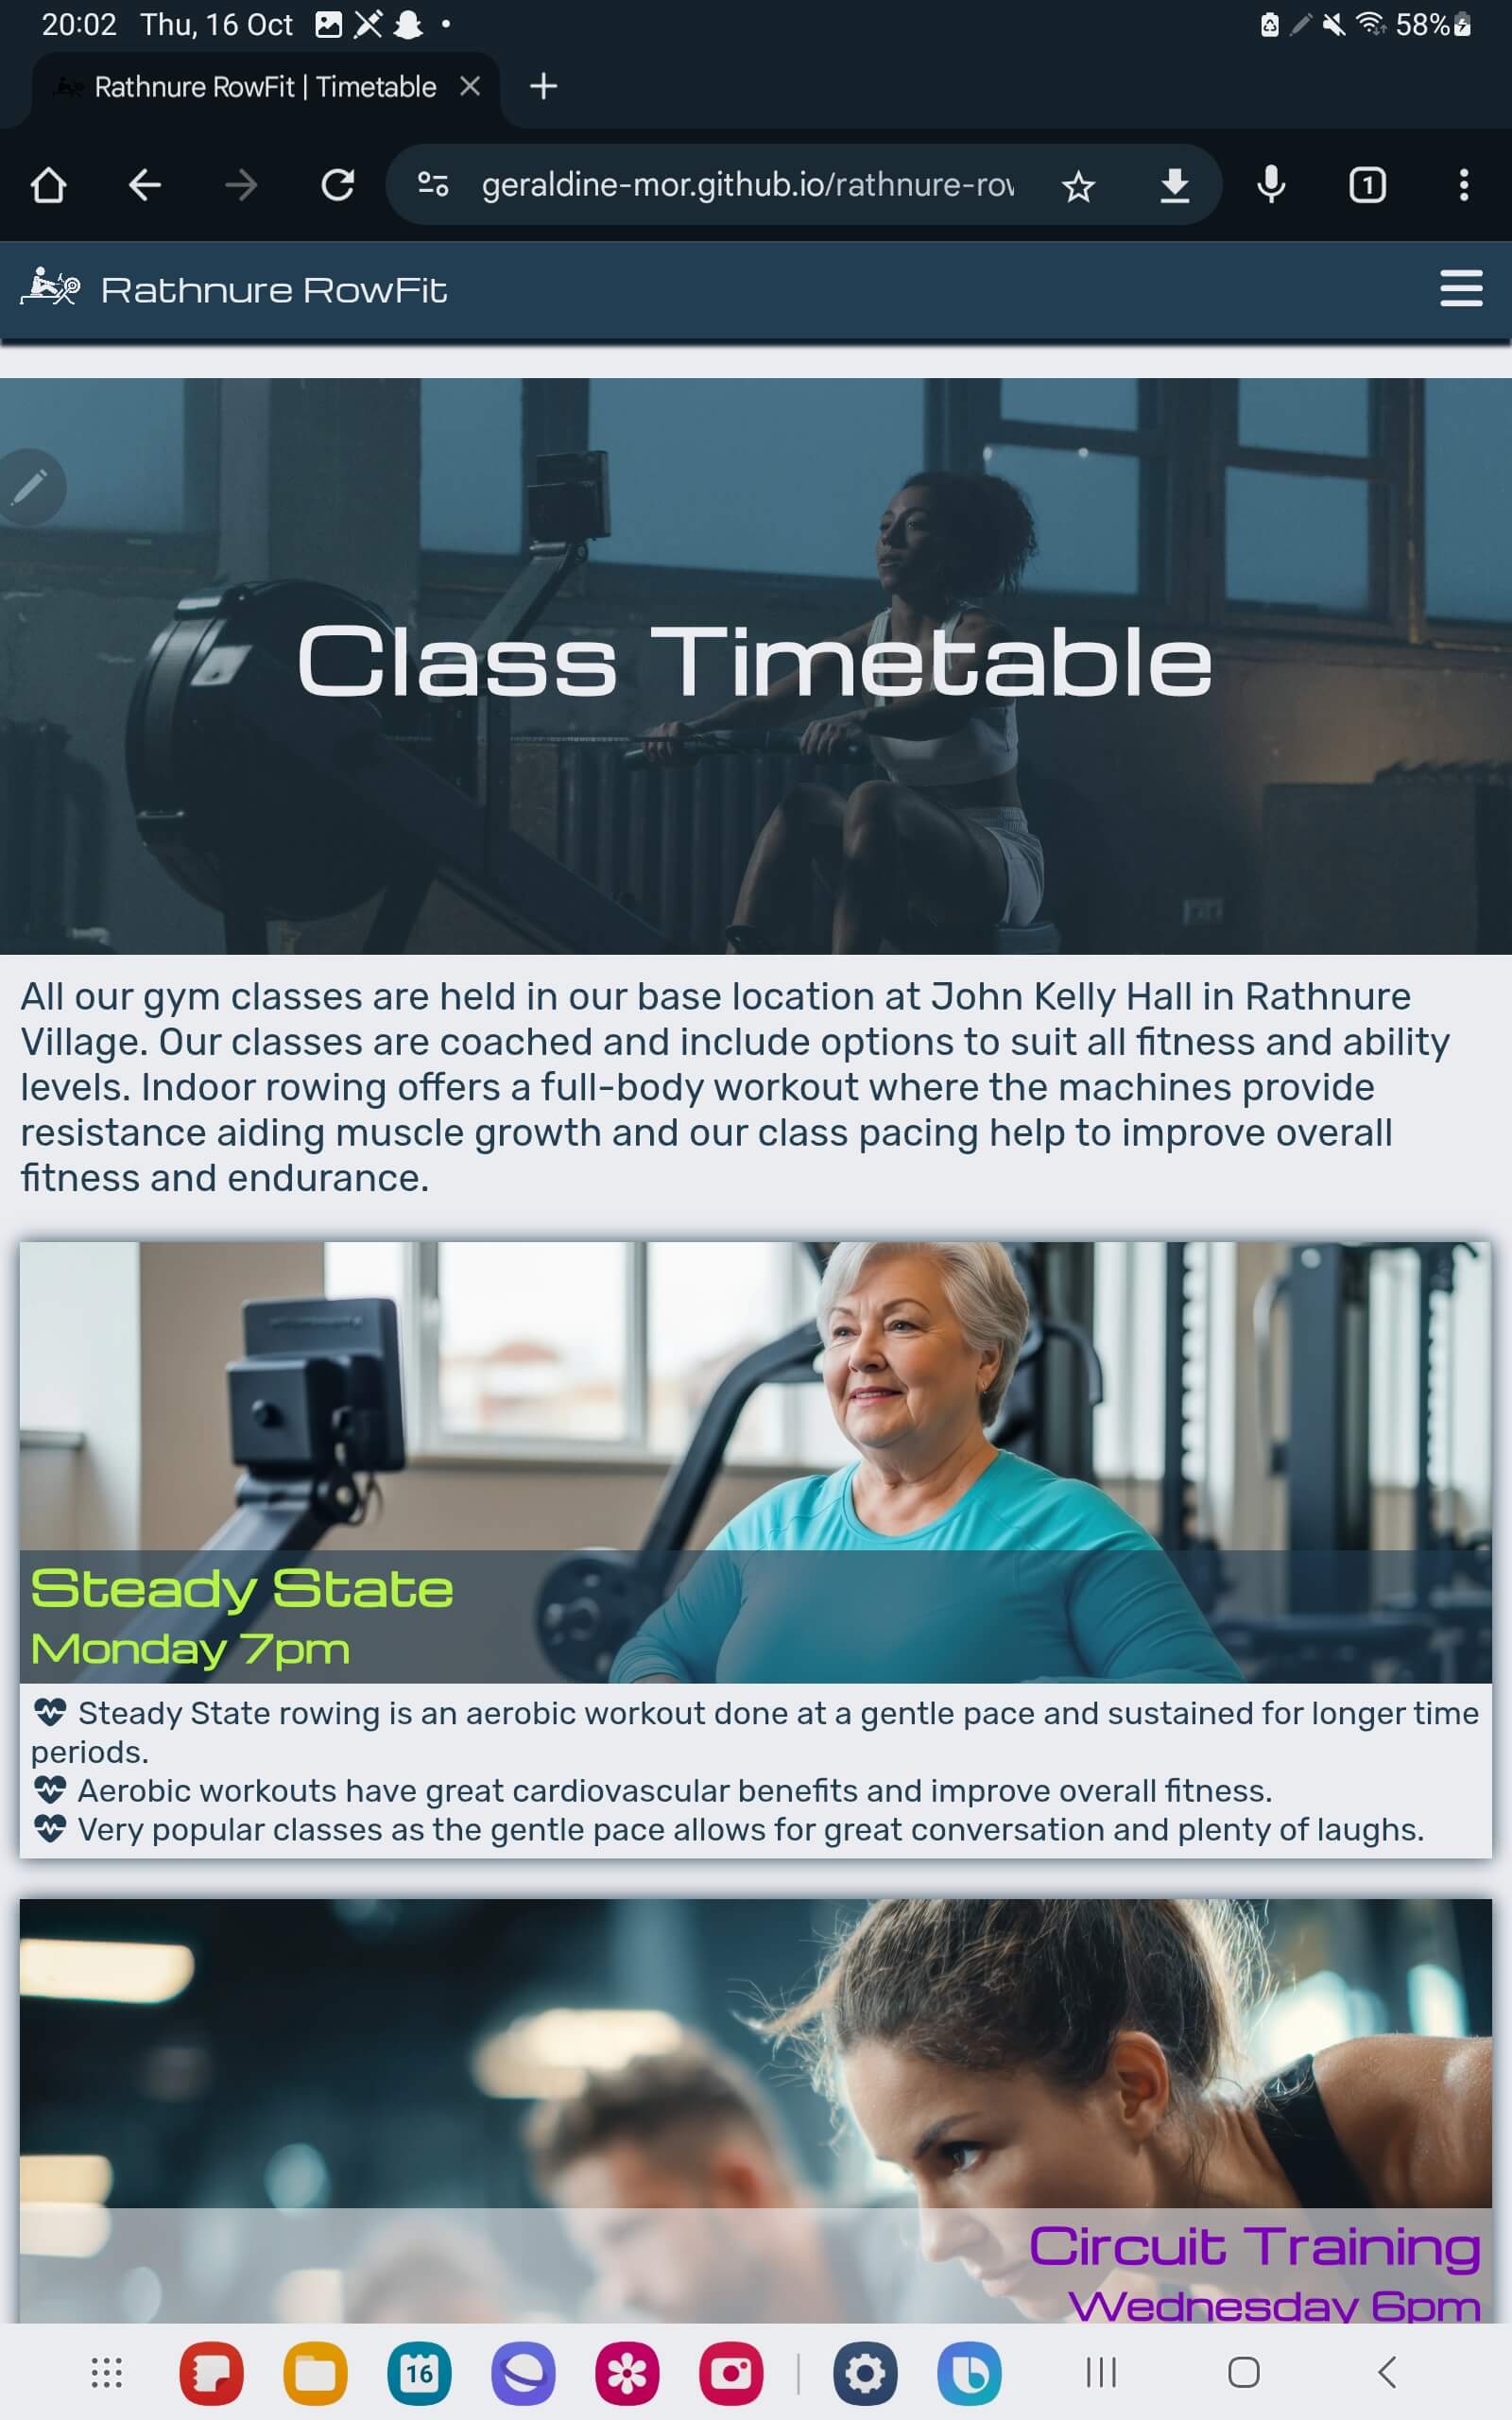 20:02 Thu, 16 Oct 58%
Rathnure RowFit | Timetable
geraldine-mor.github.io/rathnure-rov
1
Rathnure RowFit
Class Timetable
All our gym classes are held in our base location at John Kelly Hall in Rathnure
Village. Our classes are coached and include options to suit all fitness and ability
levels. Indoor rowing offers a full-body workout where the machines provide
resistance aiding muscle growth and our class pacing help to improve overall
fitness and endurance.
Steady State
Monday 7pm
Steady State rowing is an aerobic workout done at a gentle pace and sustained for longer time
periods.
Aerobic workouts have great cardiovascular benefits and improve overall fitness.
Very popular classes as the gentle pace allows for great conversation and plenty of laughs.
Circuit Training
Wednesday 6pm
16